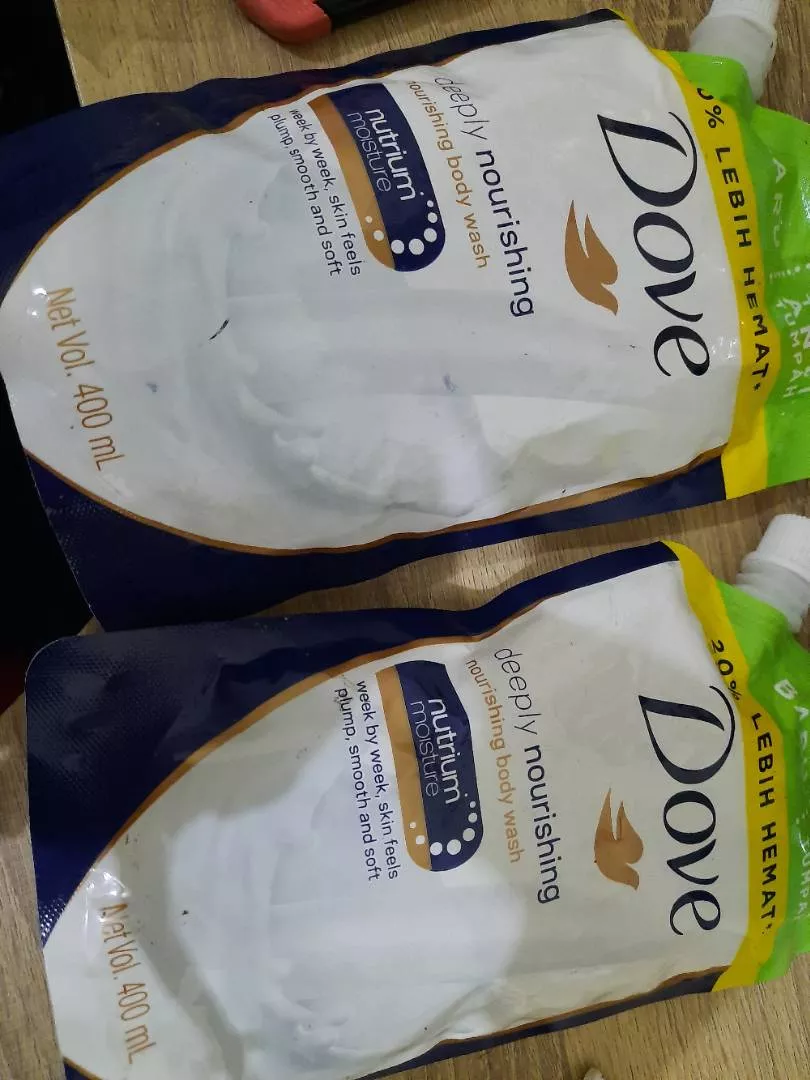 Dove
deeply nourishing
nourishing body wash
nutrium
moisture
week by week, skin feels
plump, smooth and soft
Net Vol. 400 mL
% LEBIH HEMAT*
Dove
deeply nourishing
nourishing body wash
nutrium
moisture
week by week, skin feels
plump, smooth and soft
Net Vol. 400 mL
20% LEBIH HEMAT*